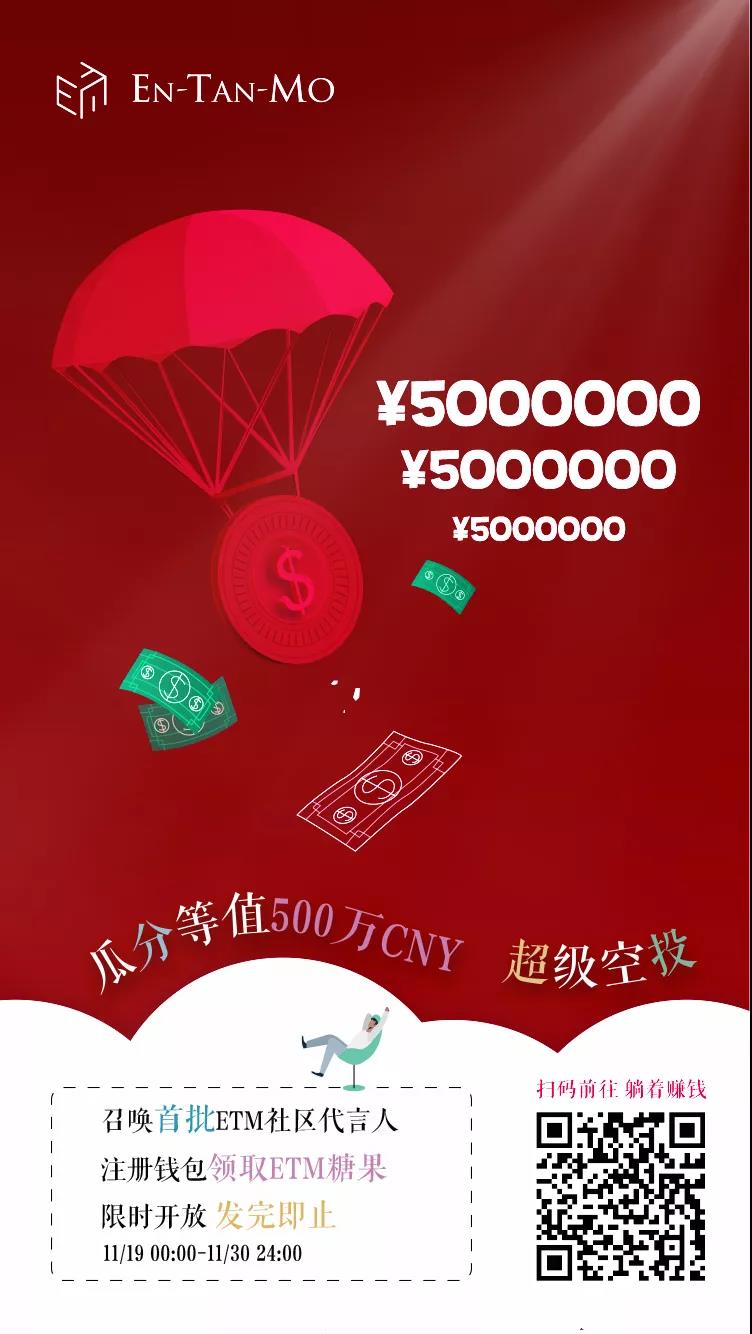 EN-TAN-MO
¥5000000
¥5000000
¥5000000
瓜分等值500万CNY 超级空投
扫码前往 躺着赚钱
召唤首批ETM社区代言人
注册钱包领取ETM糖果
限时开放 发完即止
11/19 00:00-11/30 24:00